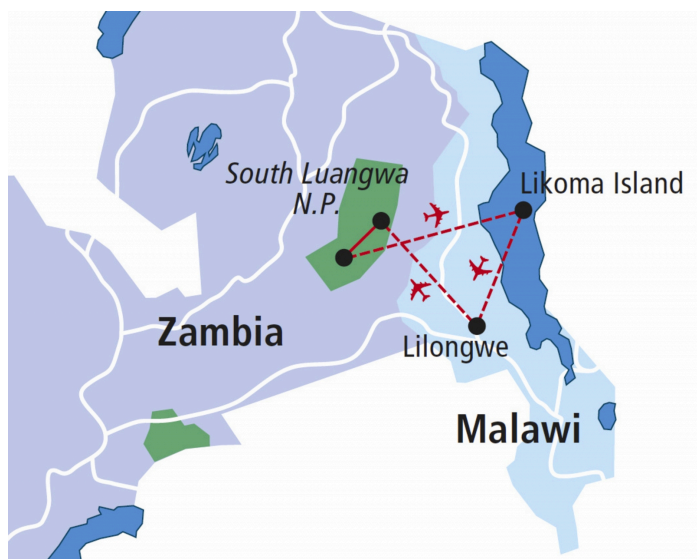 South Luangwa
N.P.
Likoma Island
Zambia
Lilongwe
Malawi